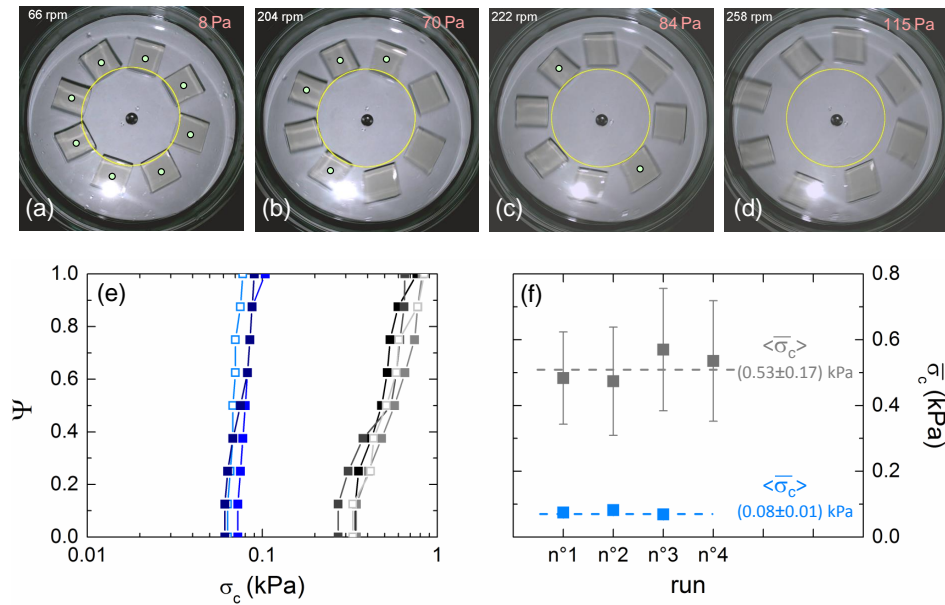 66 rpm 8 Pa
(a)
204 rpm 70 Pa
(b)
222 rpm 84 Pa
(c)
258 rpm 115 Pa
(d)
(e)
1.0
0.8
0.6
0.4
0.2
0.0
Ψ
0.01 0.1 1
σc (kPa)
(f)
<σc>
(0.53±0.17) kPa
<σc>
(0.08±0.01) kPa
0.8
0.6
0.4
0.2
0.0
σc (kPa)
n°1 n°2 n°3 n°4
run